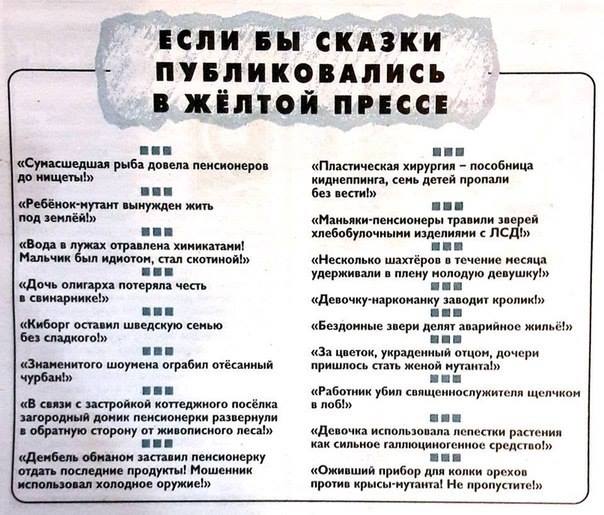 ЕСЛИ БЫ СКАЗКИ
ПУБЛИКОВАЛИСЬ
В ЖЁЛТОЙ ПРЕССЕ
«Сумасшедшая рыба довела пенсионеров
до нищеты!»
«Ребёнок-мутант вынужден жить
под землёй!»
«Вода в лужах отравлена химикатами!
Мальчик был идиотом, стал скотиной!»
«Дочь олигарха потеряла честь
в свинарнике!»
«Киборг оставил шведскую семью
без сладкого!»
«Знаменитого шоумена ограбил отёсанный
чурбан!»
«В связи с застройкой коттеджного посёлка
загородный домик пенсионерки развернули
в обратную сторону от живописного леса!»
«Дембель обманом заставил пенсионерку
отдать последние продукты! Мошенник
использовал холодное оружие!»
«Пластическая хирургия – пособница
киднеппинга, семь детей пропали
без вести!»
«Маньяки-пенсионеры травили зверей
хлебобулочными изделиями с ЛСД!»
«Несколько шахтёров в течение месяца
удерживали в плену молодую девушку!»
«Девочку-наркоманку заводит кролик!»
«Бездомные звери делят аварийное жильё!»
«За цветок, украденный отцом, дочери
пришлось стать женой мутанта!»
«Работник убил священнослужителя щелчком
в лоб!»
«Девочка использовала лепестки растения
как сильное галлюциногенное средство!»
«Оживший прибор для колки орехов
против крысы-мутанта! Не пропустите!»